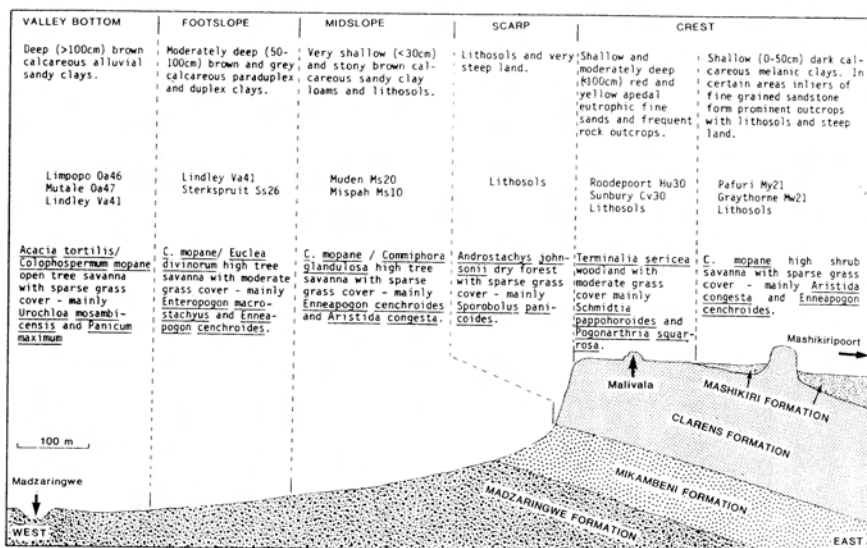 VALLEY BOTTOM
Deep (>100cm) brown
calcareous alluvial
sandy clays.
Limpopo Oa46
Mutale Oa47
Lindley Va41
Acacia tortilis/
Colophospermum mopane
open tree savanna
with sparse grass
cover - mainly
Urochloa mosambi-
censis and Panicum
maximum
FOOTSLOPE
Moderately deep (50-
100cm) brown and grey
calcareous paraduplex
and duplex clays.
Lindley Va41
Sterkspruit Ss26
C. mopane/ Euclea
divinorum high tree
savanna with moderate
grass cover - mainly
Enteropogon macro-
stachyus and Ennea-
pogon cenchroides.
MIDSLOPE
Very shallow (<30cm)
and stony brown cal-
careous sandy clay
loams and lithosols.
Muden Ms20
Mispah Ms10
C. mopane / Commiphora
glandulosa high tree
savanna with sparse
grass cover - mainly
Enneapogon cenchroides
and Aristida congesta.
SCARP
Lithosols and very
steep land.
Lithosols
Androstachys john-
sonii dry forest
with sparse grass
cover - mainly
Sporobolus pani-
coides.
CREST
Shallow and
moderately deep
(<100cm) red and
yellow apedal
eutrophic fine
sands and frequent
rock outcrops.
Roodepoort Hu30
Sunbury Cv30
Lithosols
Terminalia sericea
woodland with
moderate grass
cover mainly
Schmidtia
pappohoroides and
Pogonarthria squar-
rosa.
Shallow (0-50cm) dark cal-
careous melanic clays. In
certain areas inliers of
fine grained sandstone
form prominent outcrops
with lithosols and steep
land.
Pafuri My21
Graythorne Mw21
Lithosols
C. mopane high shrub
savanna with sparse grass
cover - mainly Aristida
congesta and Enneapogon
cenchroides.
Mashikiripoort
Malivala
MASHIKIRI FORMATION
CLARENS FORMATION
MIKAMBENI FORMATION
MADZARINGWE FORMATION
100 m
Madzaringwe
WEST
EAST